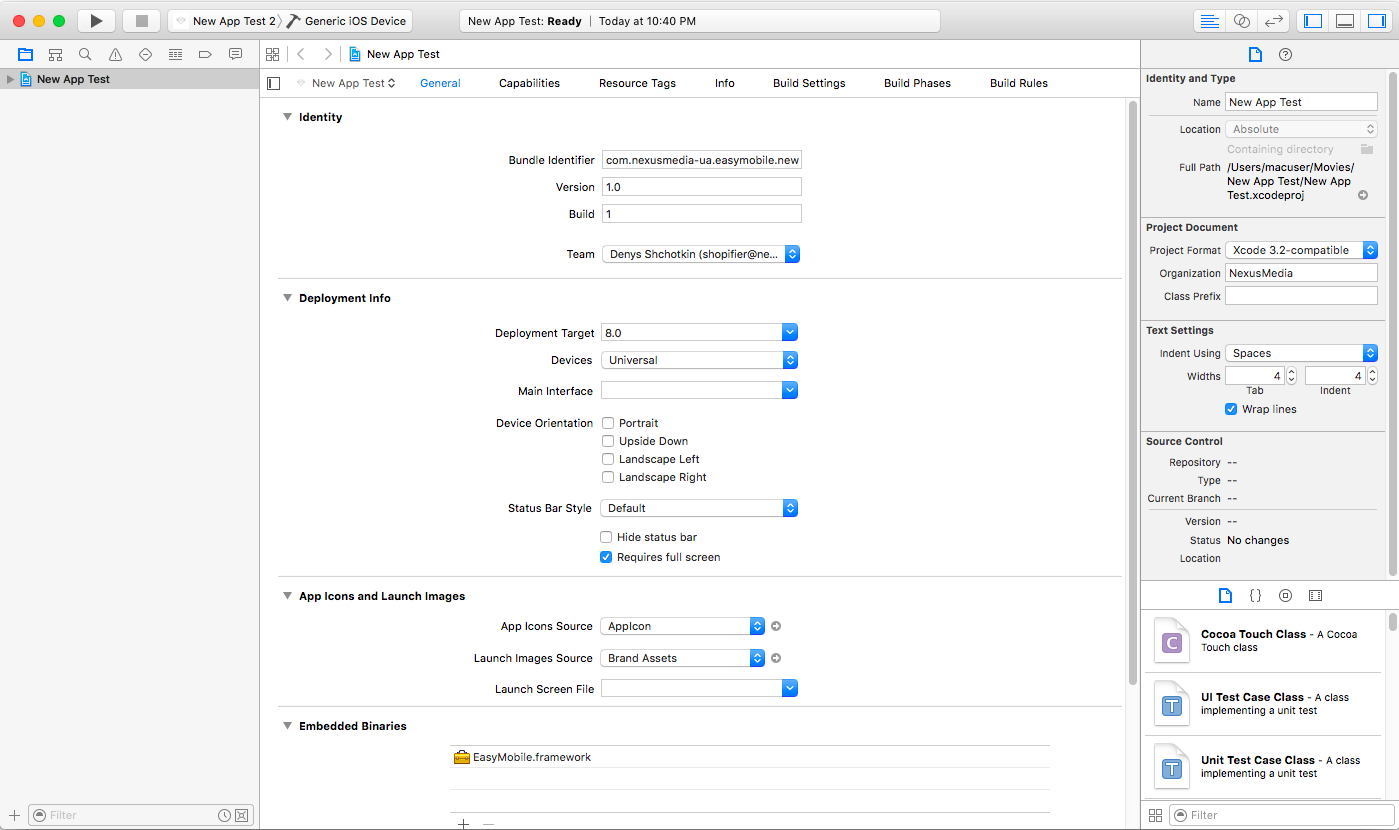 New App Test 2 Generic iOS Device
New App Test: Ready | Today at 10:40 PM
New App Test
New App Test
New App Test General Capabilities Resource Tags Info Build Settings Build Phases Build Rules
Identity
Bundle Identifier com.nexusmedia-ua.easymobile.new
Version 1.0
Build 1
Team Denys Shchotkin (shopifier@ne...
Deployment Info
Deployment Target 8.0
Devices Universal
Main Interface
Device Orientation Portrait
Upside Down
Landscape Left
Landscape Right
Status Bar Style Default
Hide status bar
Requires full screen
App Icons and Launch Images
App Icons Source AppIcon
Launch Images Source Brand Assets
Launch Screen File
Embedded Binaries
EasyMobile.framework
Filter
Identity and Type
Name New App Test
Location Absolute
Containing directory
Full Path /Users/macuser/Movies/
New App Test/New App
Test.xcodeproj
Project Document
Project Format Xcode 3.2-compatible
Organization NexusMedia
Class Prefix
Text Settings
Indent Using Spaces
Widths 4 4
Tab Indent
Wrap lines
Source Control
Repository --
Type --
Current Branch --
Version --
Status No changes
Location
{ }
C
Cocoa Touch Class - A Cocoa
Touch class
T
UI Test Case Class - A class
implementing a unit test
T
Unit Test Case Class - A class
implementing a unit test
Filter